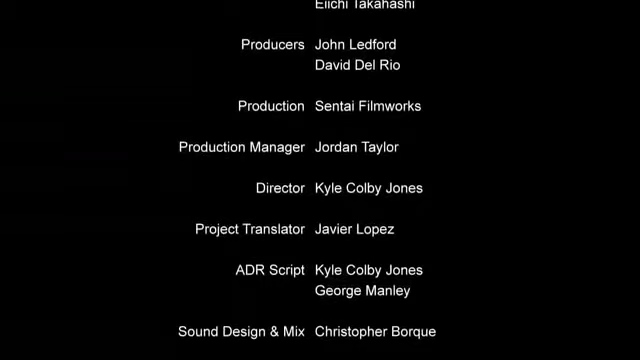 Eiichi Takahashi
Producers John Ledford
David Del Rio
Production Sentai Filmworks
Production Manager Jordan Taylor
Director Kyle Colby Jones
Project Translator Javier Lopez
ADR Script Kyle Colby Jones
George Manley
Sound Design & Mix Christopher Borque